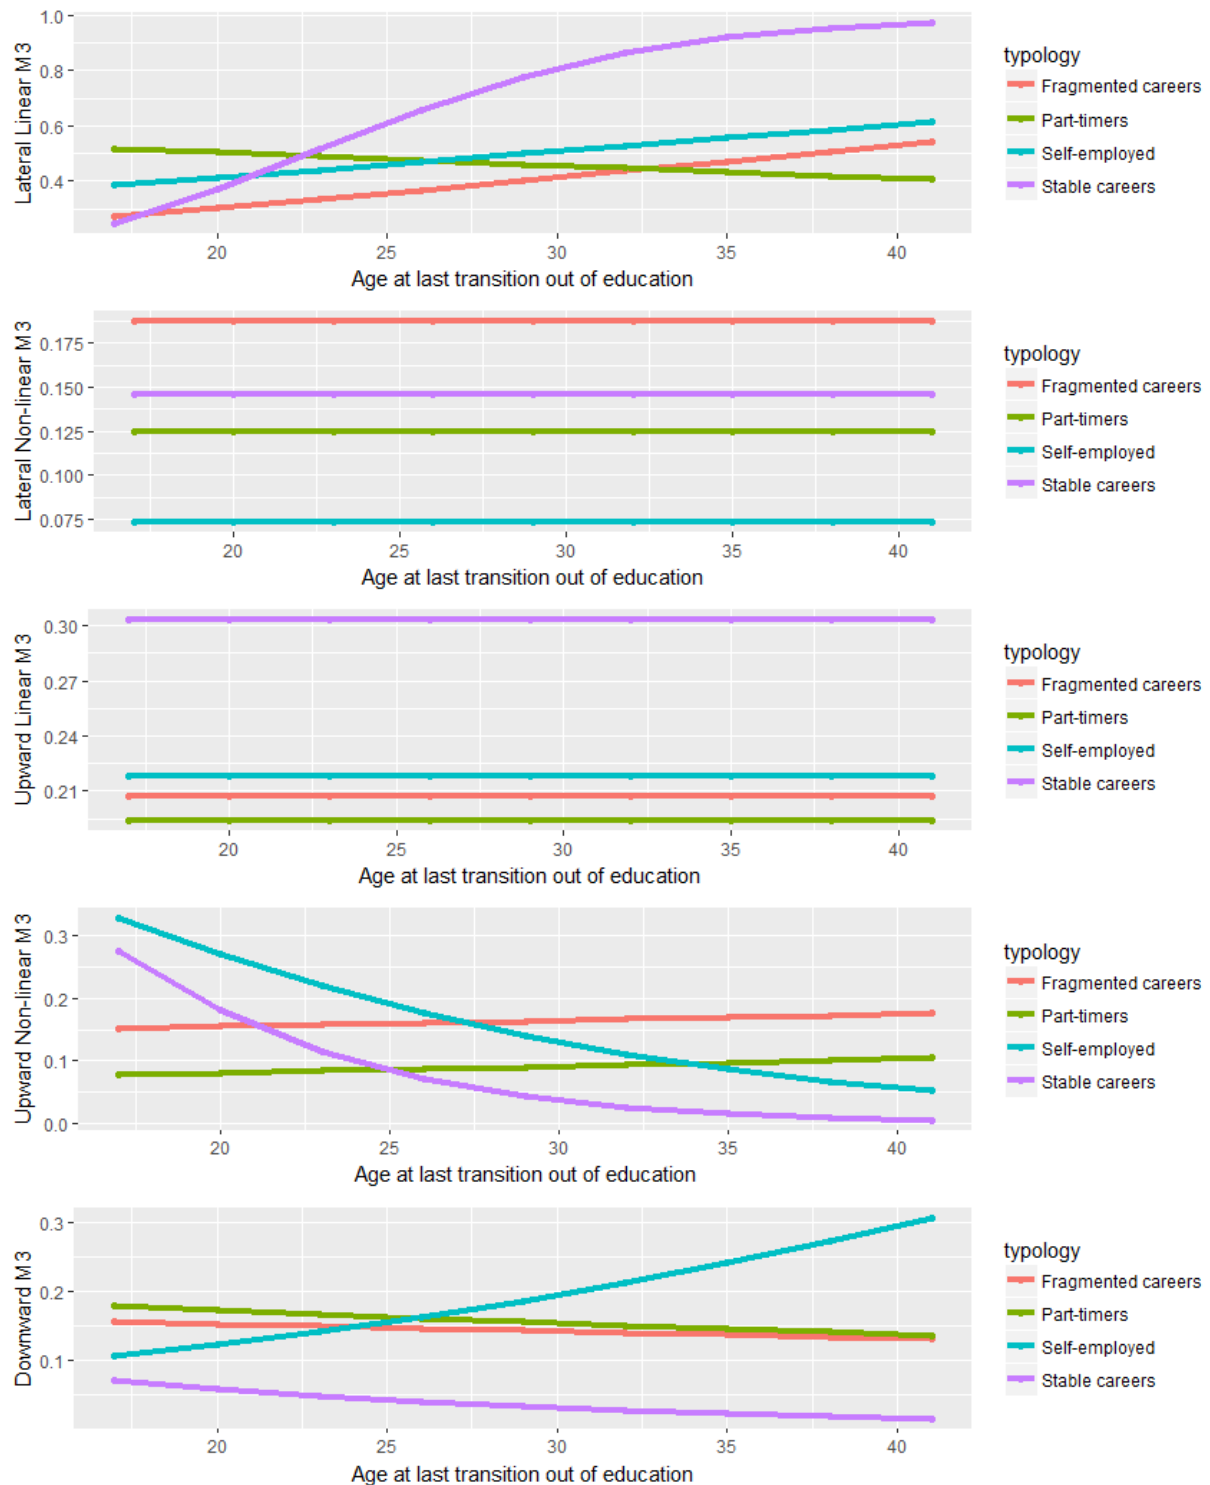 Lateral Linear M3
1.0
0.8
0.6
0.4
20 25 30 35 40
Age at last transition out of education
typology
Fragmented careers
Part-timers
Self-employed
Stable careers
Lateral Non-linear M3
0.175
0.150
0.125
0.100
0.075
20 25 30 35 40
Age at last transition out of education
typology
Fragmented careers
Part-timers
Self-employed
Stable careers
Upward Linear M3
0.30
0.27
0.24
0.21
20 25 30 35 40
Age at last transition out of education
typology
Fragmented careers
Part-timers
Self-employed
Stable careers
Upward Non-linear M3
0.3
0.2
0.1
0.0
20 25 30 35 40
Age at last transition out of education
typology
Fragmented careers
Part-timers
Self-employed
Stable careers
Downward M3
0.3
0.2
0.1
20 25 30 35 40
Age at last transition out of education
typology
Fragmented careers
Part-timers
Self-employed
Stable careers